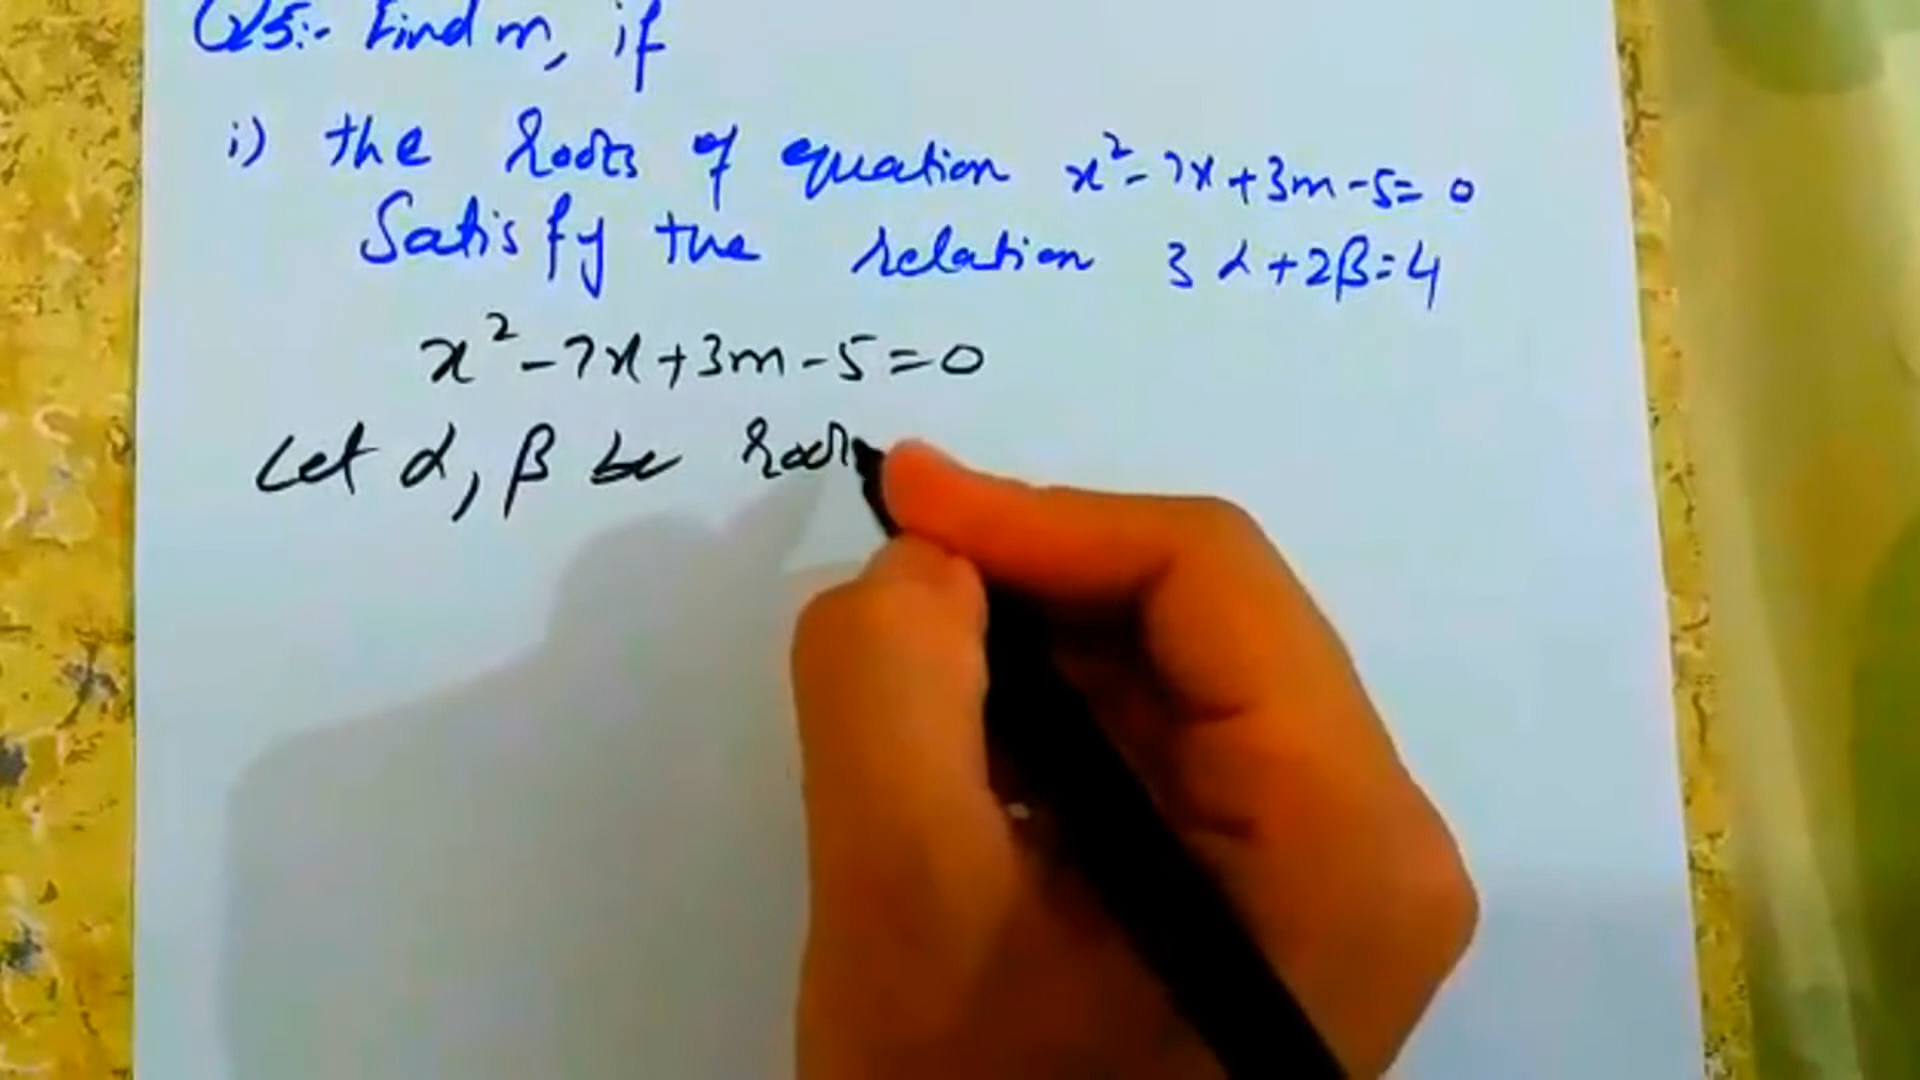 Q5:- Find m, if
i) the roots of equation x²-7x+3m-5=0
Satisfy the relation 3α+2β=4
x²-7x+3m-5=0
Let α, β be root